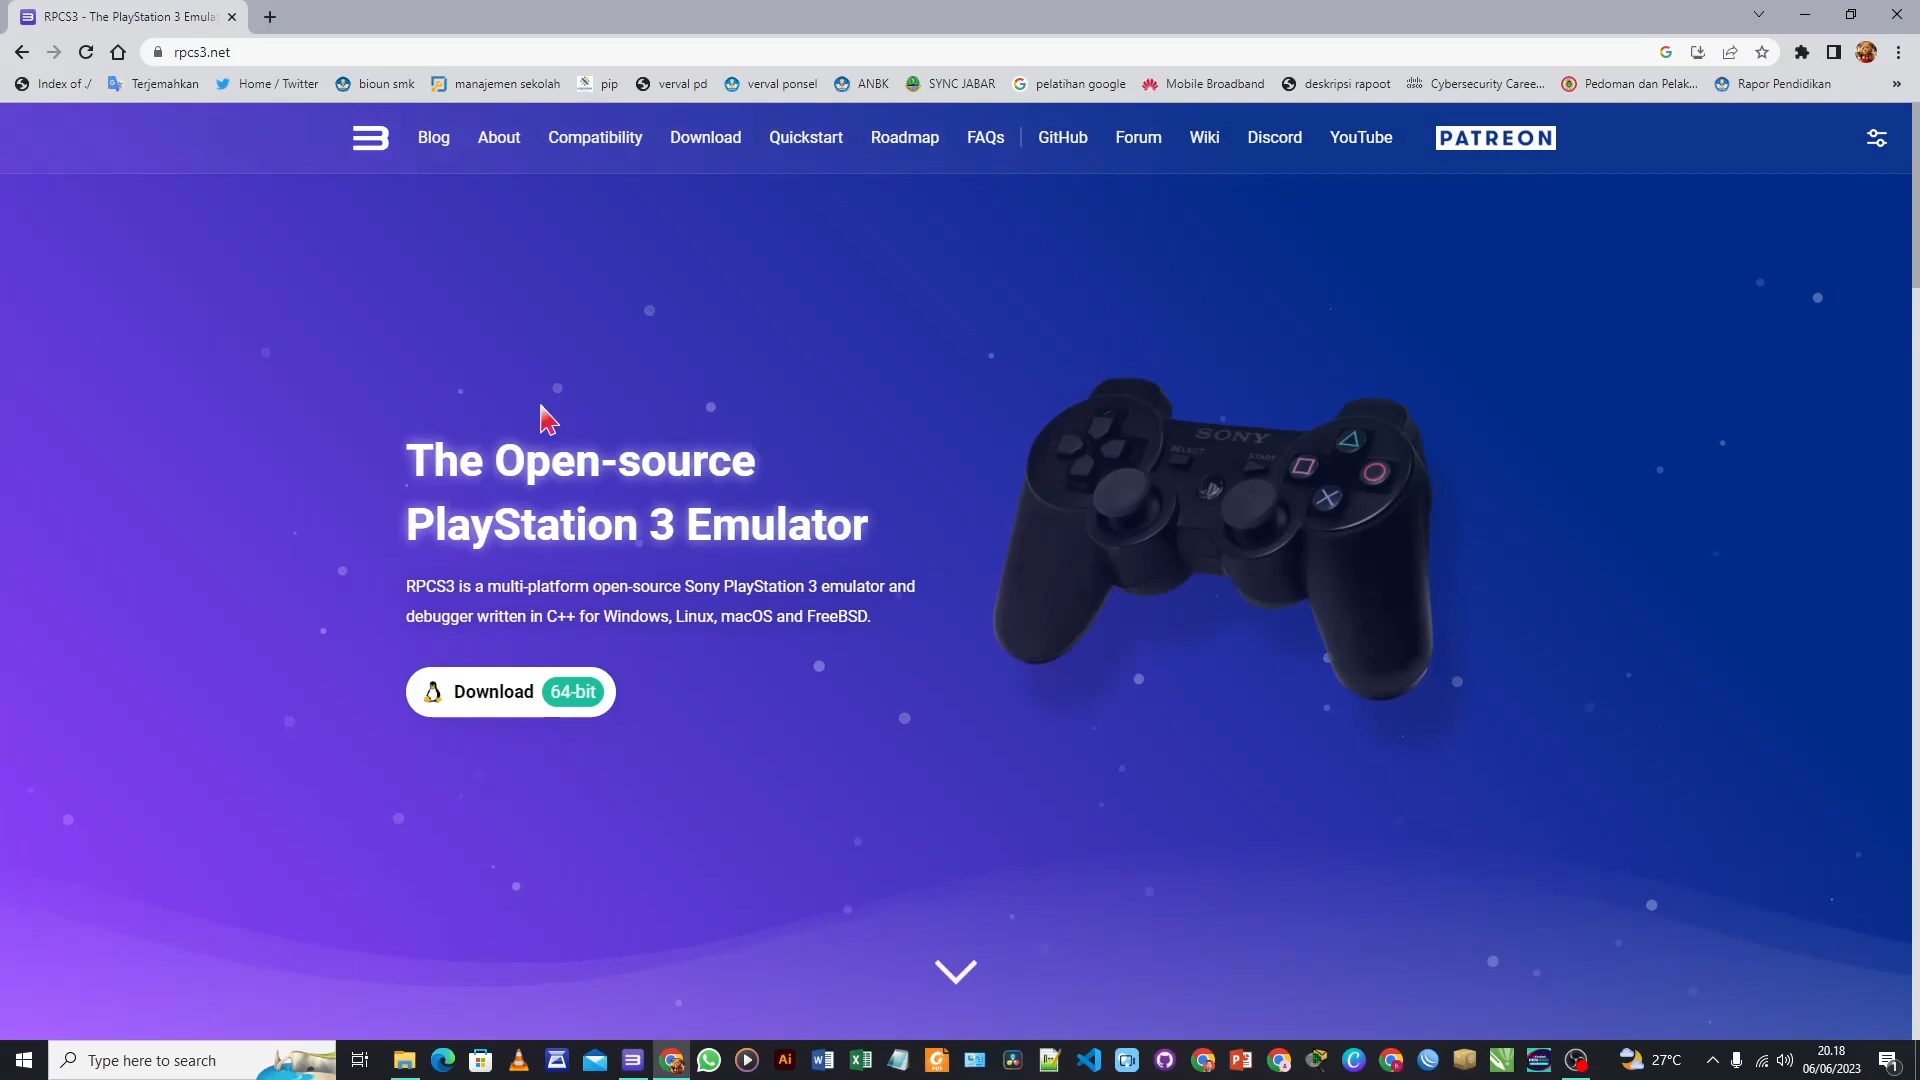 RPCS3 - The PlayStation 3 Emula
rpcs3.net
Index of ./
Terjemahkan
Home / Twitter
bioun smk
manajemen sekolah
pip
verval pd
verval ponsel
ANBK
SYNC JABAR
pelatihan google
Mobile Broadband
deskripsi rapoot
Cybersecurity Caree...
Pedoman dan Pelak...
Rapor Pendidikan
»
Blog
About
Compatibility
Download
Quickstart
Roadmap
FAQs
GitHub
Forum
Wiki
Discord
YouTube
PATREON
The Open-source
PlayStation 3 Emulator
RPCS3 is a multi-platform open-source Sony PlayStation 3 emulator and
debugger written in C++ for Windows, Linux, macOS and FreeBSD.
Download 64-bit
SONY
SELECT
START
Type here to search
27°C
20.18
06/06/2023
1